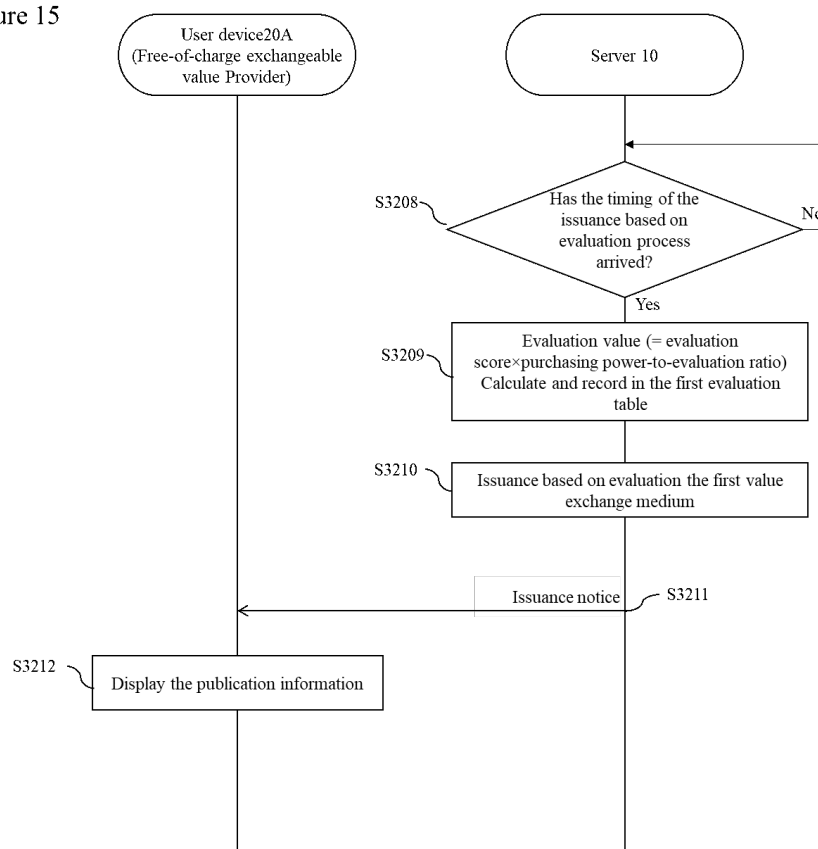 ure 15
User device20A
(Free-of-charge exchangeable
value Provider)
Server 10
S3208
Has the timing of the
issuance based on
evaluation process
arrived?
Yes
S3209
Evaluation value (= evaluation
score×purchasing power-to-evaluation ratio)
Calculate and record in the first evaluation
table
S3210
Issuance based on evaluation the first value
exchange medium
Issuance notice
S3211
S3212
Display the publication information